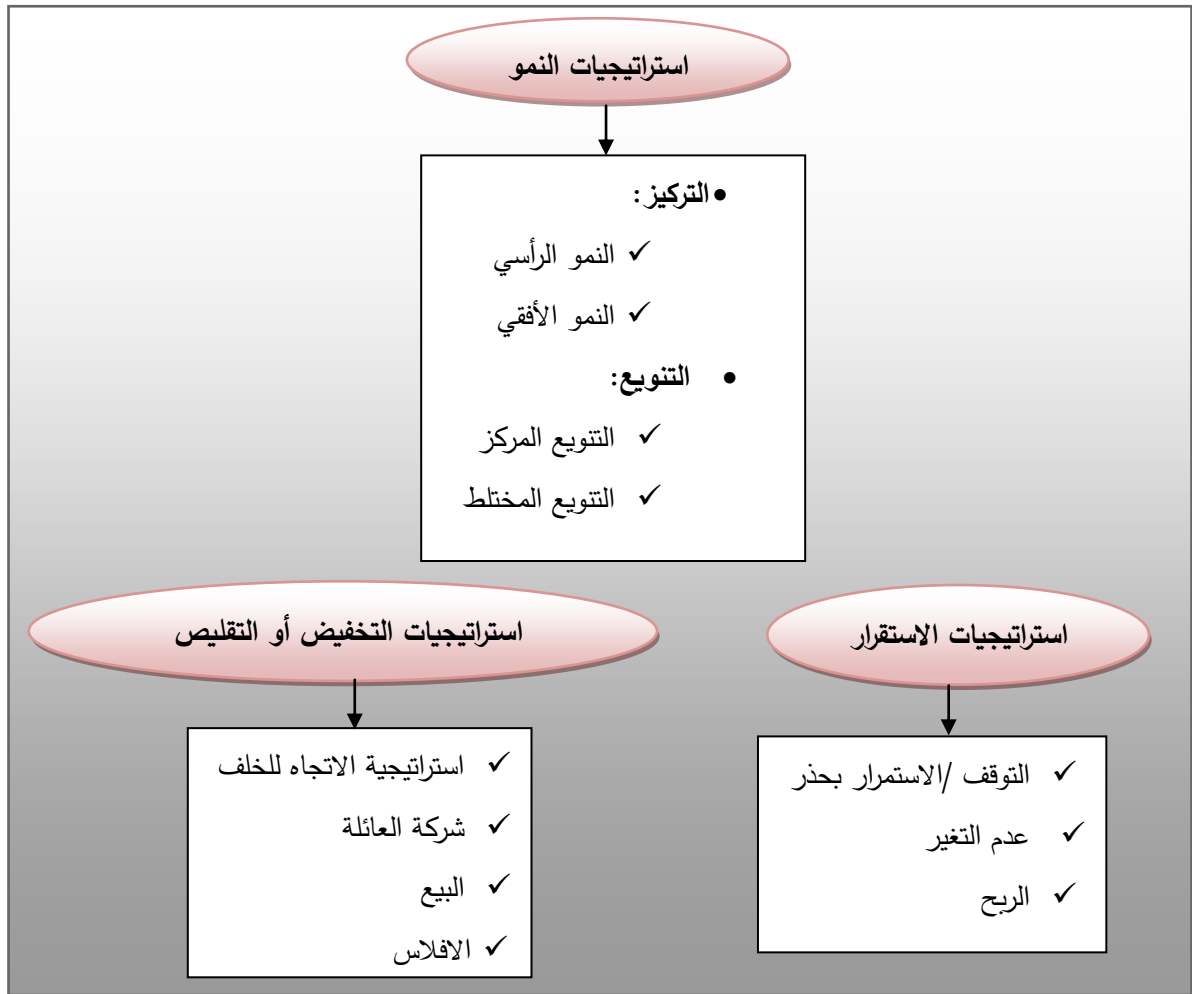 استراتيجيات النمو
• التركيز:
✓ النمو الرأسي
✓ النمو الأفقي
• التنويع:
✓ التنويع المركز
✓ التنويع المختلط
استراتيجيات الاستقرار
✓ التوقف /الاستمرار بحذر
✓ عدم التغير
✓ الربح
استراتيجيات التخفيض أو التقليص
✓ استراتيجية الاتجاه للخلف
✓ شركة العائلة
✓ البيع
✓ الافلاس